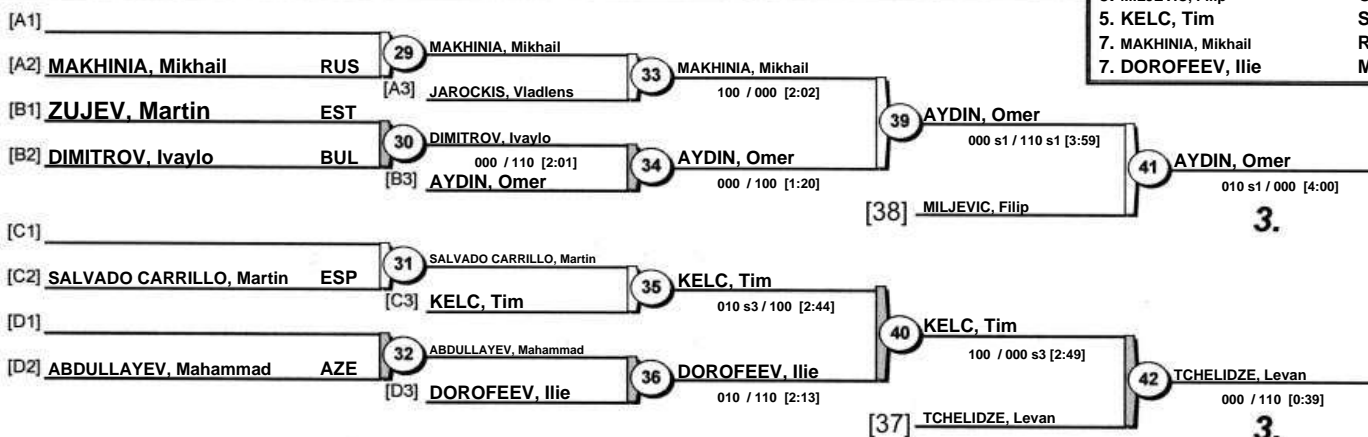 [A1]
[A2] MAKHINIA, Mikhail RUS
29
MAKHINIA, Mikhail
[A3] JAROCKIS, Vladlens
33
MAKHINIA, Mikhail
100 / 000 [2:02]
[B1] ZUJEV, Martin EST
[B2] DIMITROV, Ivaylo BUL
30
DIMITROV, Ivaylo
000 / 110 [2:01]
[B3] AYDIN, Omer
34
AYDIN, Omer
000 / 100 [1:20]
39
AYDIN, Omer
000 s1 / 110 s1 [3:59]
[38] MILJEVIC, Filip
41
AYDIN, Omer
010 s1 / 000 [4:00]
3.
[C1]
[C2] SALVADO CARRILLO, Martin ESP
31
SALVADO CARRILLO, Martin
[C3] KELC, Tim
35
KELC, Tim
010 s3 / 100 [2:44]
[D1]
[D2] ABDULLAYEV, Mahammad AZE
32
ABDULLAYEV, Mahammad
[D3] DOROFEEV, Ilie
36
DOROFEEV, Ilie
010 / 110 [2:13]
40
KELC, Tim
100 / 000 s3 [2:49]
[37] TCHELIDZE, Levan
42
TCHELIDZE, Levan
000 / 110 [0:39]
3.
5. KELC, Tim S
7. MAKHINIA, Mikhail R
7. DOROFEEV, Ilie M